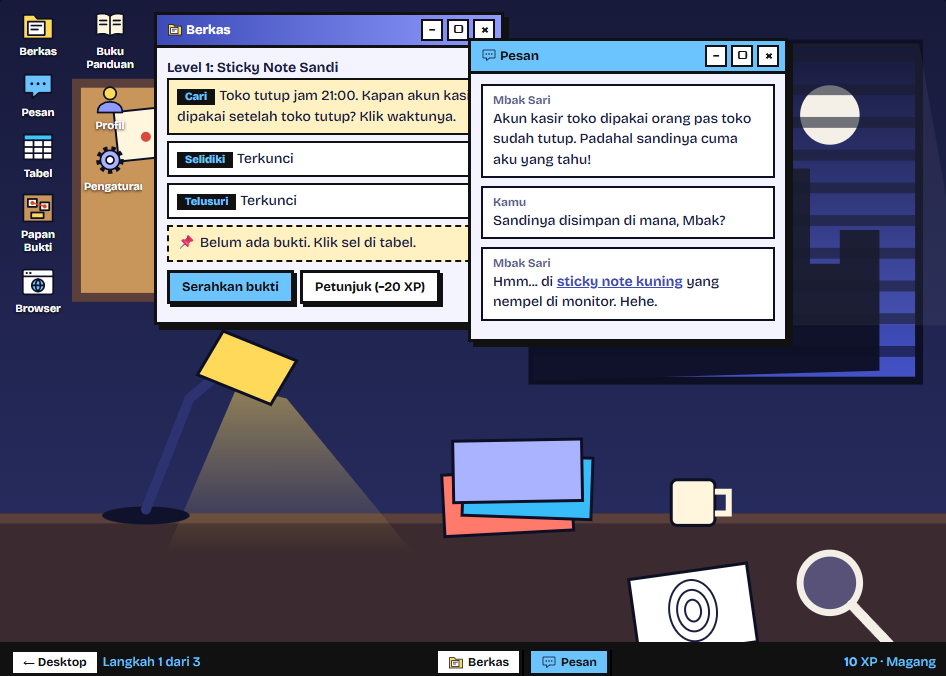 Berkas
Pesan
Tabel
Papan
Bukti
Browser
Buku
Panduan
Profil
Pengaturan
Berkas
Level 1: Sticky Note Sandi
Cari Toko tutup jam 21:00. Kapan akun kasi
dipakai setelah toko tutup? Klik waktunya.
Selidiki Terkunci
Telusuri Terkunci
Belum ada bukti. Klik sel di tabel.
Serahkan bukti
Petunjuk (−20 XP)
Pesan
Mbak Sari
Akun kasir toko dipakai orang pas toko
sudah tutup. Padahal sandinya cuma
aku yang tahu!
Kamu
Sandinya disimpan di mana, Mbak?
Mbak Sari
Hmm... di sticky note kuning yang
nempel di monitor. Hehe.
← Desktop
Langkah 1 dari 3
Berkas
Pesan
10 XP · Magang